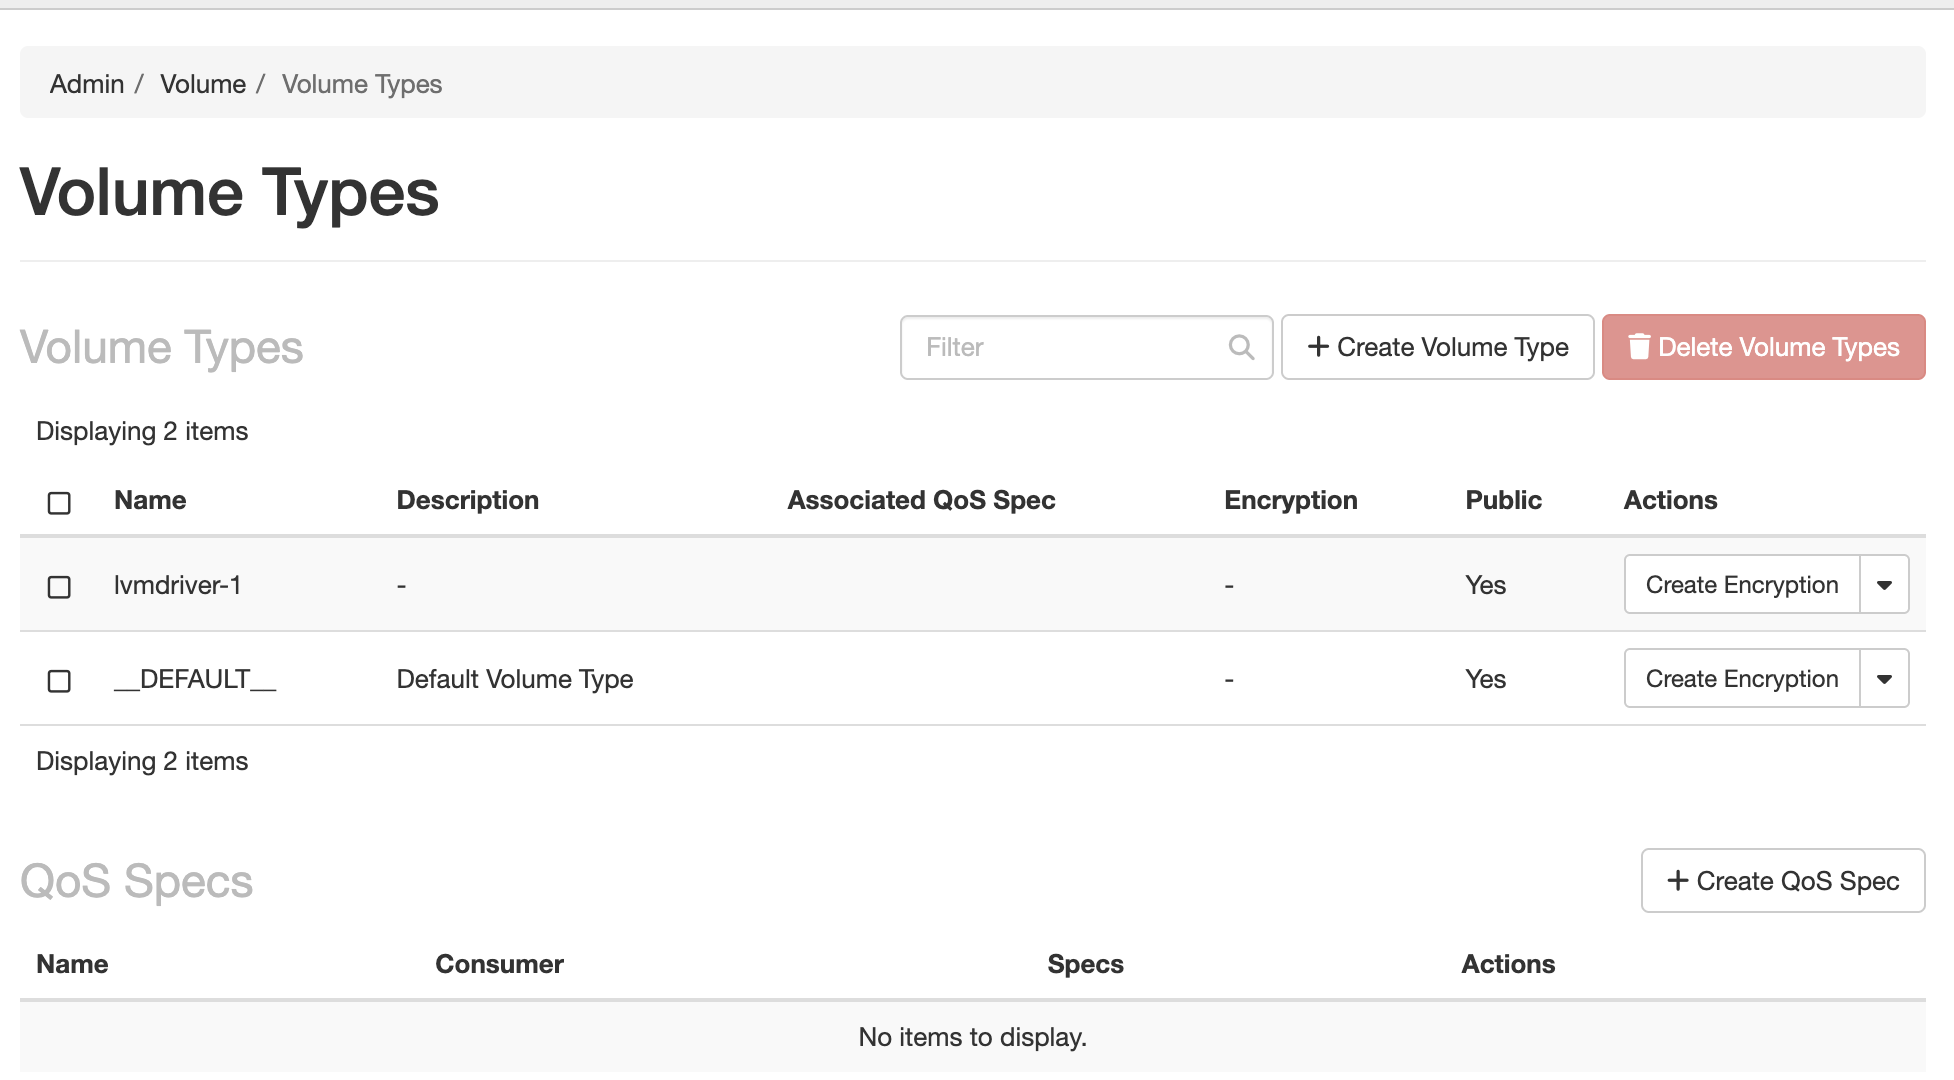 Admin / Volume / Volume Types
Volume Types
Volume Types
Filter
Create Volume Type
Delete Volume Types
Displaying 2 items
Name Description Associated QoS Spec Encryption Public Actions
lvmdriver-1 - - Yes Create Encryption
__DEFAULT__ Default Volume Type - Yes Create Encryption
Displaying 2 items
QoS Specs
Create QoS Spec
Name Consumer Specs Actions
No items to display.